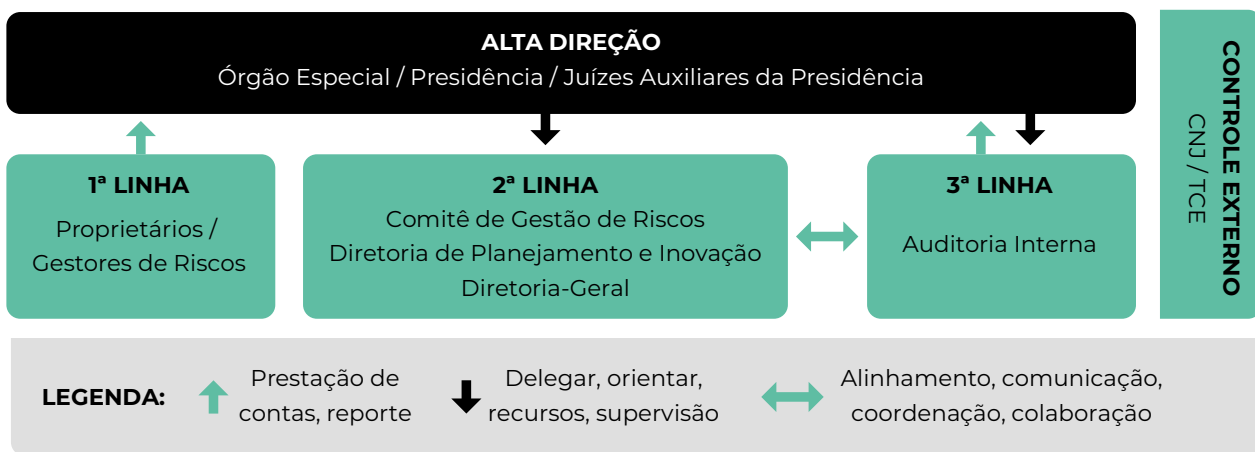 ALTA DIREÇÃO
Órgão Especial / Presidência / Juízes Auxiliares da Presidência
1ª LINHA
Proprietários /
Gestores de Riscos
2ª LINHA
Comitê de Gestão de Riscos
Diretoria de Planejamento e Inovação
Diretoria-Geral
3ª LINHA
Auditoria Interna
CONTROLE EXTERNO
CNJ / TCE
LEGENDA:
Prestação de
contas, reporte
Delegar, orientar,
recursos, supervisão
Alinhamento, comunicação,
coordenação, colaboração